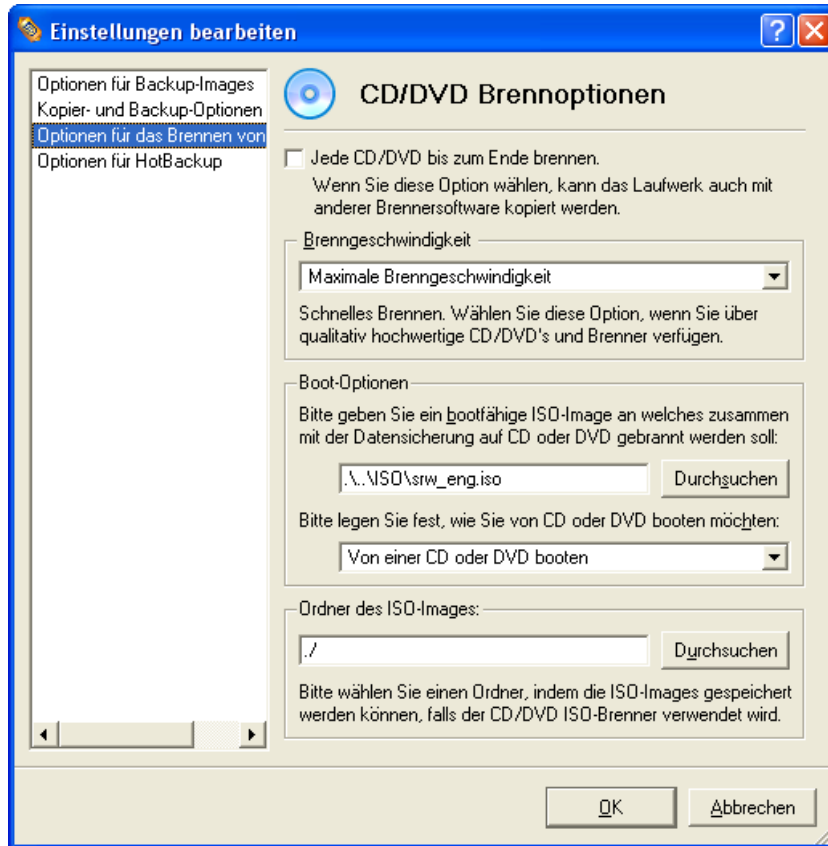 Einstellungen bearbeiten
Optionen für Backup-Images
Kopier- und Backup-Optionen
Optionen für das Brennen von
Optionen für HotBackup
CD/DVD Brennoptionen
Jede CD/DVD bis zum Ende brennen.
Wenn Sie diese Option wählen, kann das Laufwerk auch mit
anderer Brennersoftware kopiert werden.
Brenngeschwindigkeit
Maximale Brenngeschwindigkeit
Schnelles Brennen. Wählen Sie diese Option, wenn Sie über
qualitativ hochwertige CD/DVD's und Brenner verfügen.
Boot-Optionen
Bitte geben Sie ein bootfähige ISO-Image an welches zusammen
mit der Datensicherung auf CD oder DVD gebrannt werden soll:
.\..\ISO\srw_eng.iso
Durchsuchen
Bitte legen Sie fest, wie Sie von CD oder DVD booten möchten:
Von einer CD oder DVD booten
Ordner des ISO-Images:
./
Durchsuchen
Bitte wählen Sie einen Ordner, indem die ISO-Images gespeichert
werden können, falls der CD/DVD ISO-Brenner verwendet wird.
OK
Abbrechen